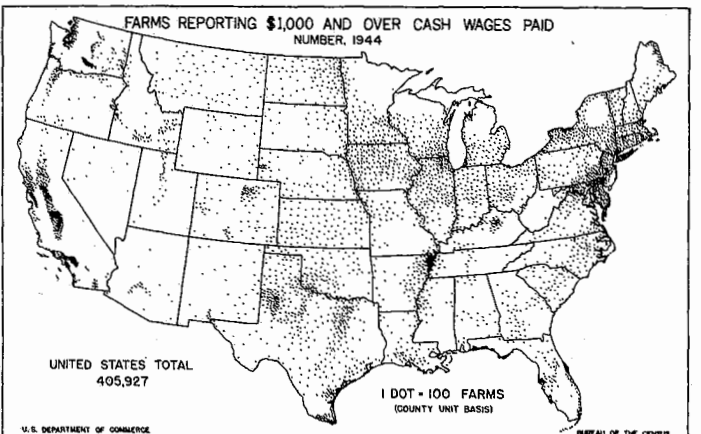 FARMS REPORTING $1,000 AND OVER CASH WAGES PAID
NUMBER, 1944
UNITED STATES TOTAL
405,927
1 DOT = 100 FARMS
(COUNTY UNIT BASIS)
U.S. DEPARTMENT OF COMMERCE
BUREAU OF THE CENSUS